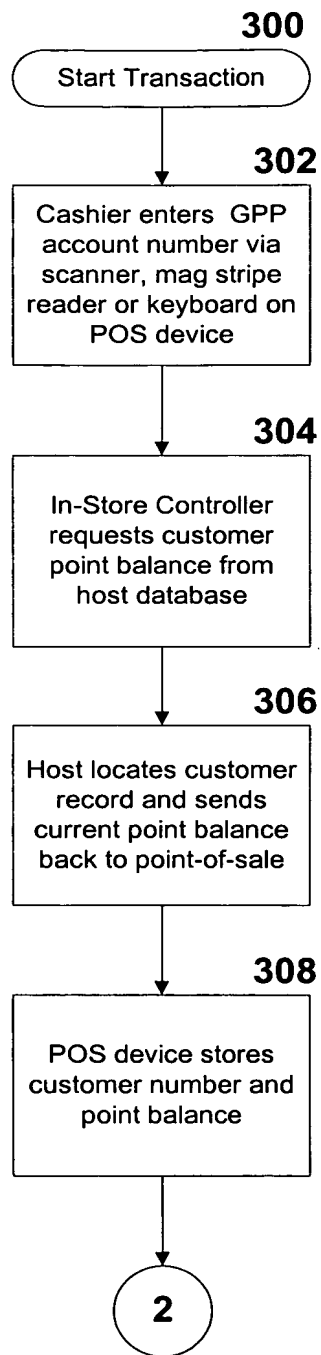 300
Start Transaction
302
Cashier enters GPP
account number via
scanner, mag stripe
reader or keyboard on
POS device
304
In-Store Controller
requests customer
point balance from
host database
306
Host locates customer
record and sends
current point balance
back to point-of-sale
308
POS device stores
customer number and
point balance
2